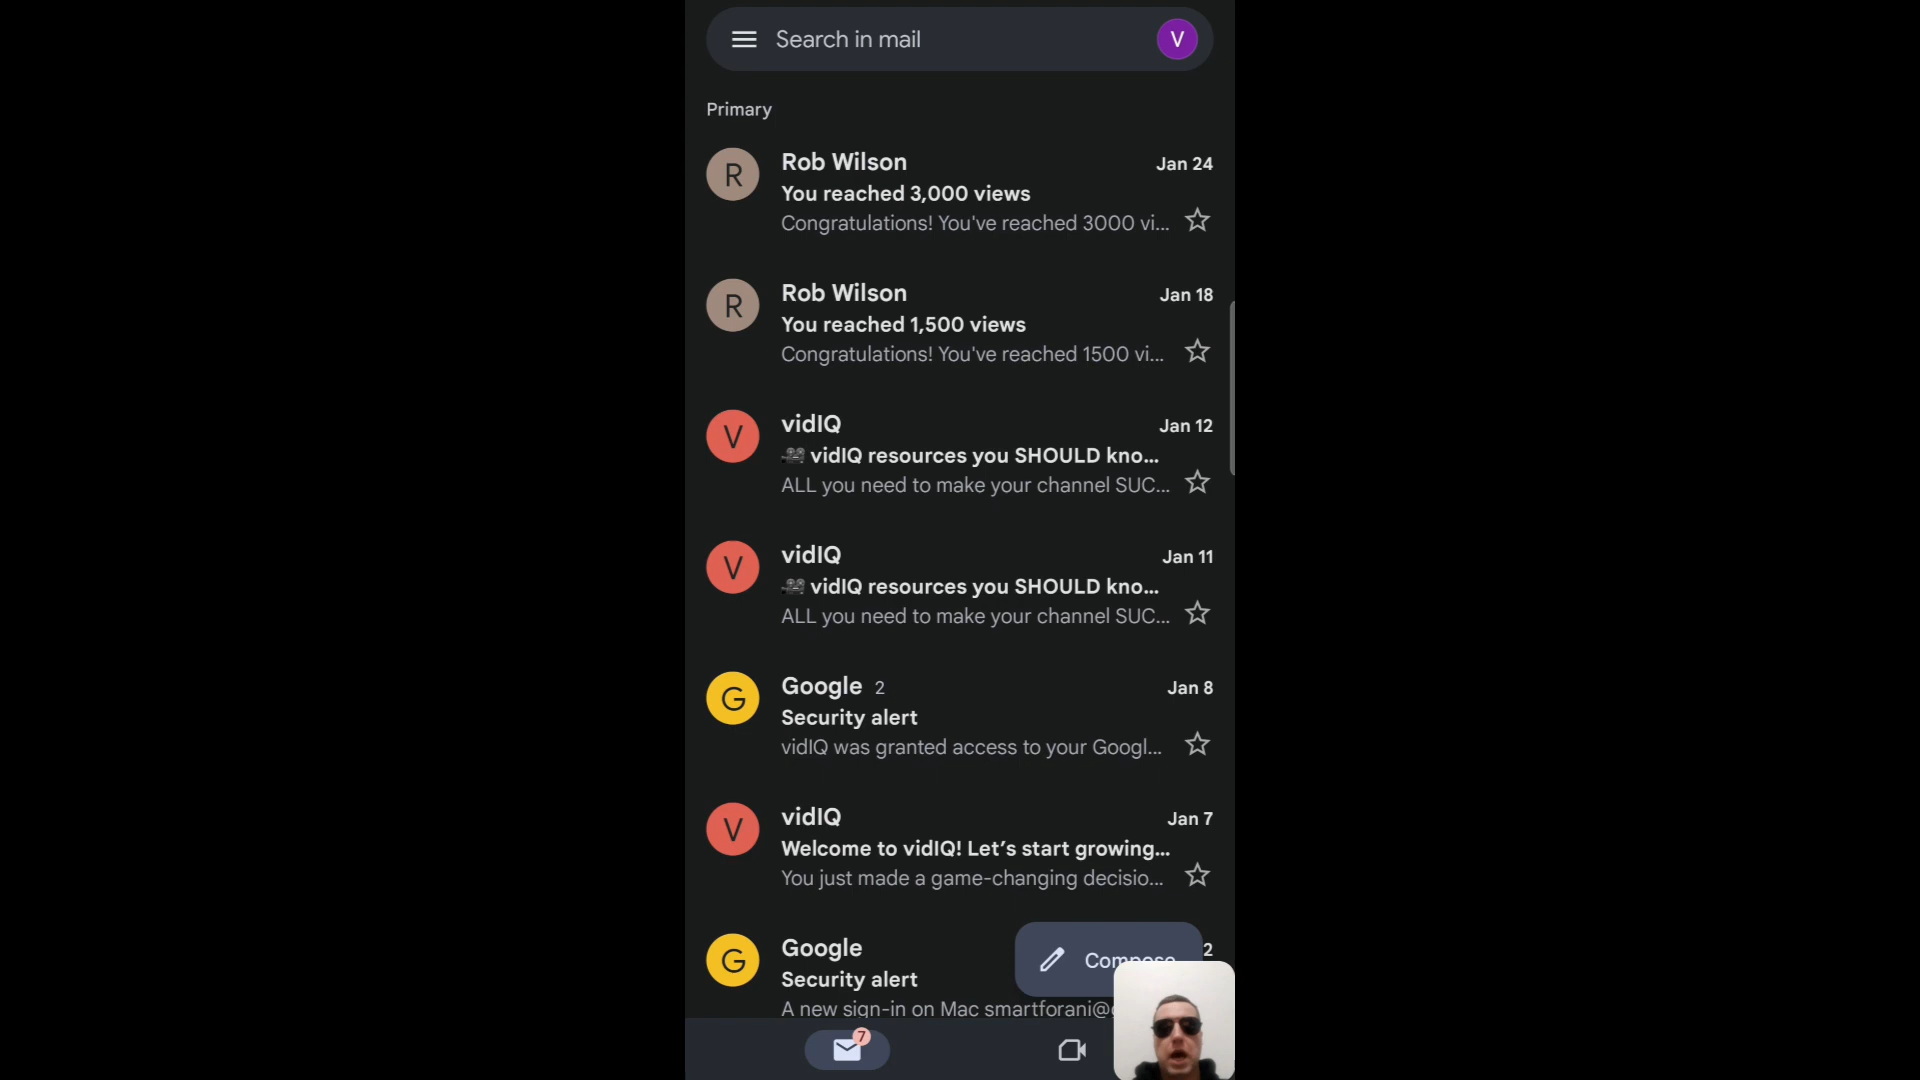 Search in mail
V
Primary
R
Rob Wilson
Jan 24
You reached 3,000 views
Congratulations! You've reached 3000 vi...
R
Rob Wilson
Jan 18
You reached 1,500 views
Congratulations! You've reached 1500 vi...
V
vidIQ
Jan 12
vidIQ resources you SHOULD kno...
ALL you need to make your channel SUC...
V
vidIQ
Jan 11
vidIQ resources you SHOULD kno...
ALL you need to make your channel SUC...
G
Google 2
Jan 8
Security alert
vidIQ was granted access to your Googl...
V
vidIQ
Jan 7
Welcome to vidIQ! Let’s start growing...
You just made a game-changing decisio...
G
Google
2
Security alert
Compose
A new sign-in on Mac smartforani@
7